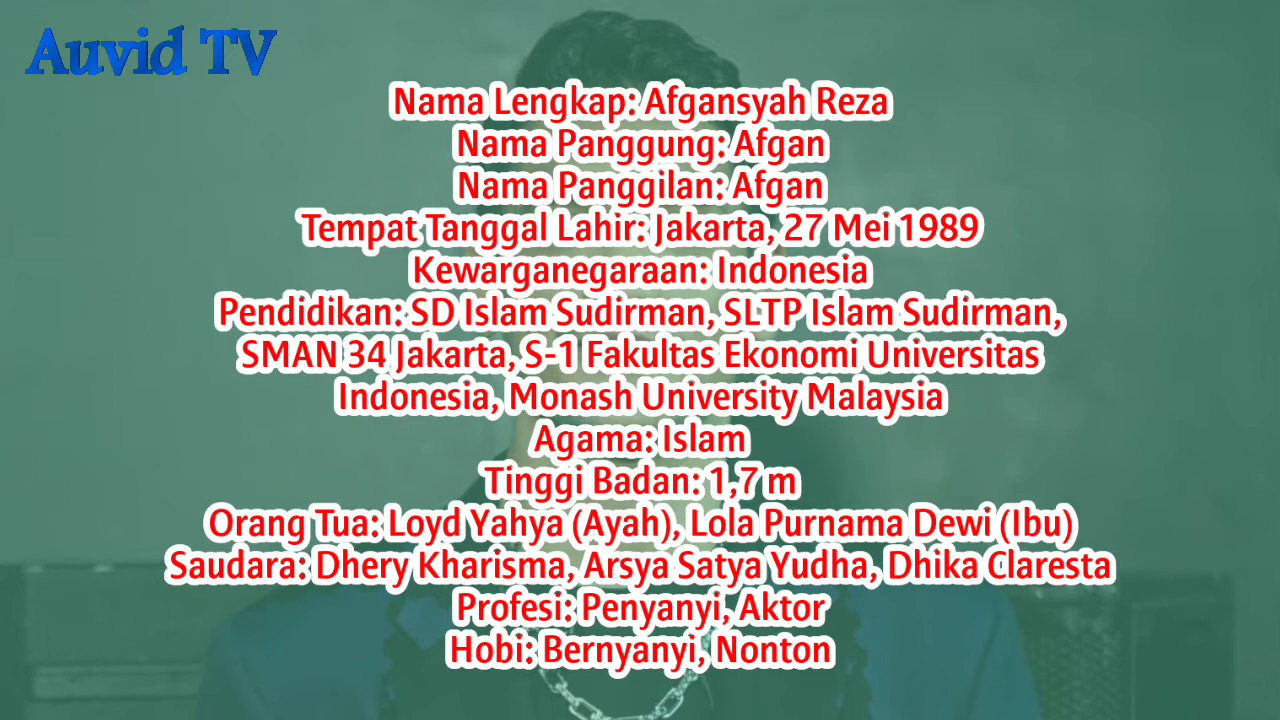 Auvid TV
Nama Lengkap: Afgansyah Reza
Nama Panggung: Afgan
Nama Panggilan: Afgan
Tempat Tanggal Lahir: Jakarta, 27 Mei 1989
Kewarganegaraan: Indonesia
Pendidikan: SD Islam Sudirman, SLTP Islam Sudirman,
SMAN 34 Jakarta, S-1 Fakultas Ekonomi Universitas
Indonesia, Monash University Malaysia
Agama: Islam
Tinggi Badan: 1,7 m
Orang Tua: Loyd Yahya (Ayah), Lola Purnama Dewi (Ibu)
Saudara: Dhery Kharisma, Arsya Satya Yudha, Dhika Claresta
Profesi: Penyanyi, Aktor
Hobi: Bernyanyi, Nonton